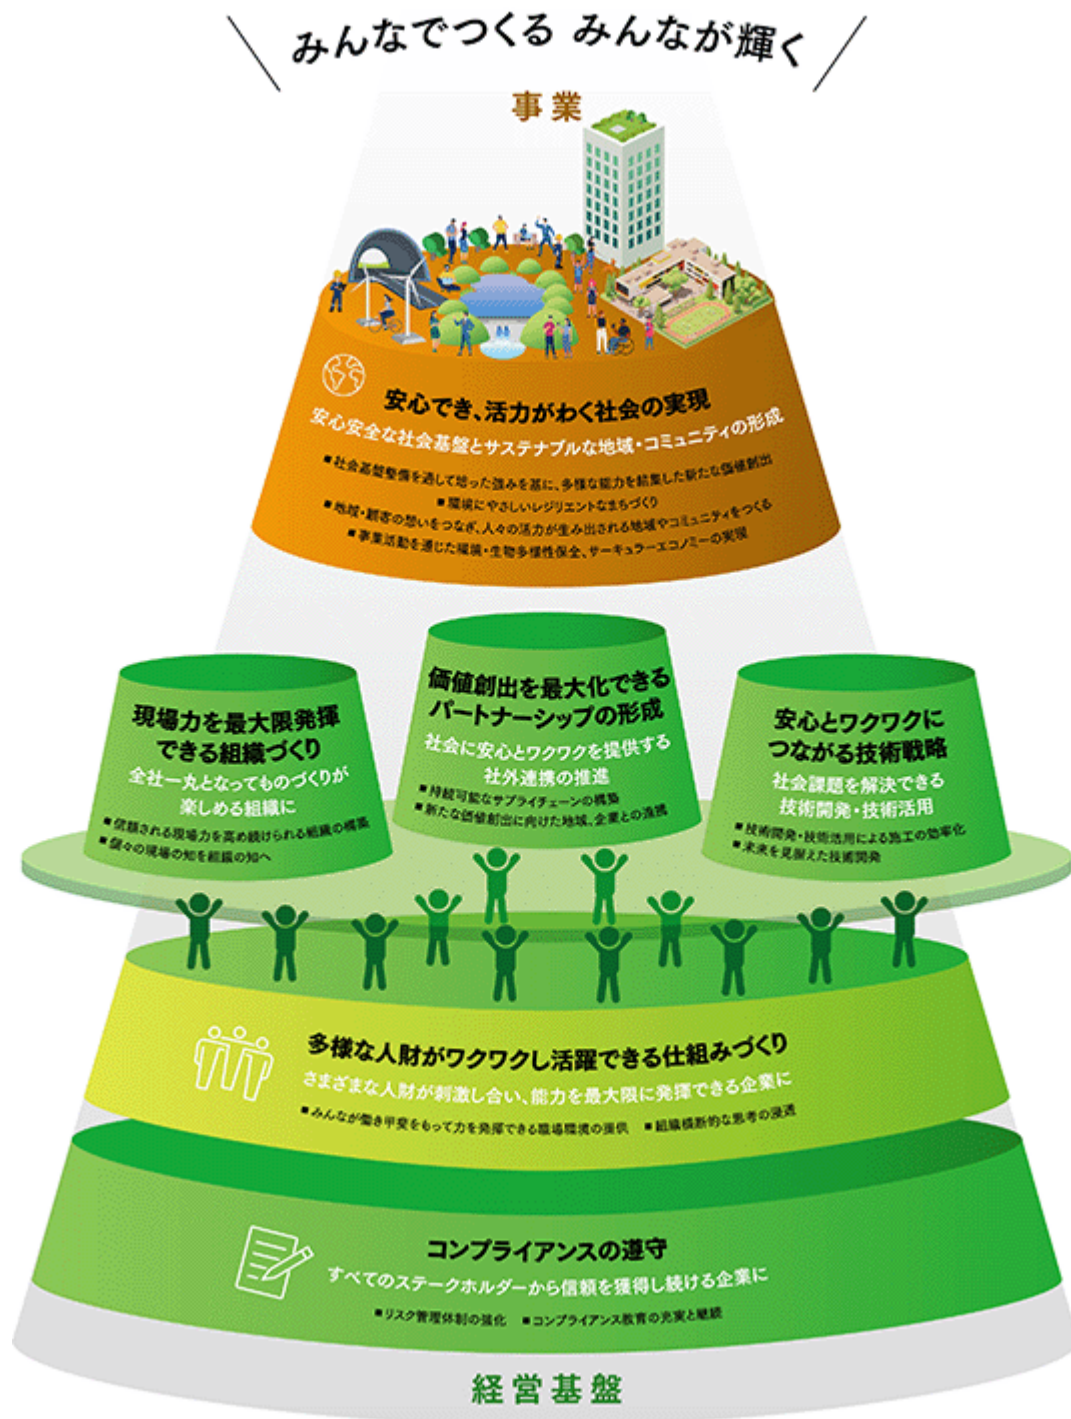 みんなでつくる みんなが輝く
事業
安心でき、活力がわく社会の実現
安心安全な社会基盤とサステナブルな地域・コミュニティの形成
■社会基盤整備を通して培った強みを基に、多様な能力を結集した新たな価値創出
■環境にやさしいレジリエントなまちづくり
■地域・顧客の想いをつなぎ、人々の活力が生み出される地域やコミュニティをつくる
■事業活動を通じた環境・生物多様性保全、サーキュラーエコノミーの実現
現場力を最大限発揮
できる組織づくり
全社一丸となってものづくりが
楽しめる組織に
■信頼される現場力を高め続けられる組織の構築
■個々の現場の知を組織の知へ
価値創出を最大化できる
パートナーシップの形成
社会に安心とワクワクを提供する
社外連携の推進
■持続可能なサプライチェーンの構築
■新たな価値創出に向けた地域、企業との連携
安心とワクワクに
つながる技術戦略
社会課題を解決できる
技術開発・技術活用
■技術開発・技術活用による施工の効率化
■未来を見据えた技術開発
多様な人財がワクワクし活躍できる仕組みづくり
さまざまな人財が刺激し合い、能力を最大限に発揮できる企業に
■みんなが働き甲斐をもって力を発揮できる職場環境の提供 ■組織横断的な思考の浸透
コンプライアンスの遵守
すべてのステークホルダーから信頼を獲得し続ける企業に
■リスク管理体制の強化 ■コンプライアンス教育の充実と継続
経営基盤